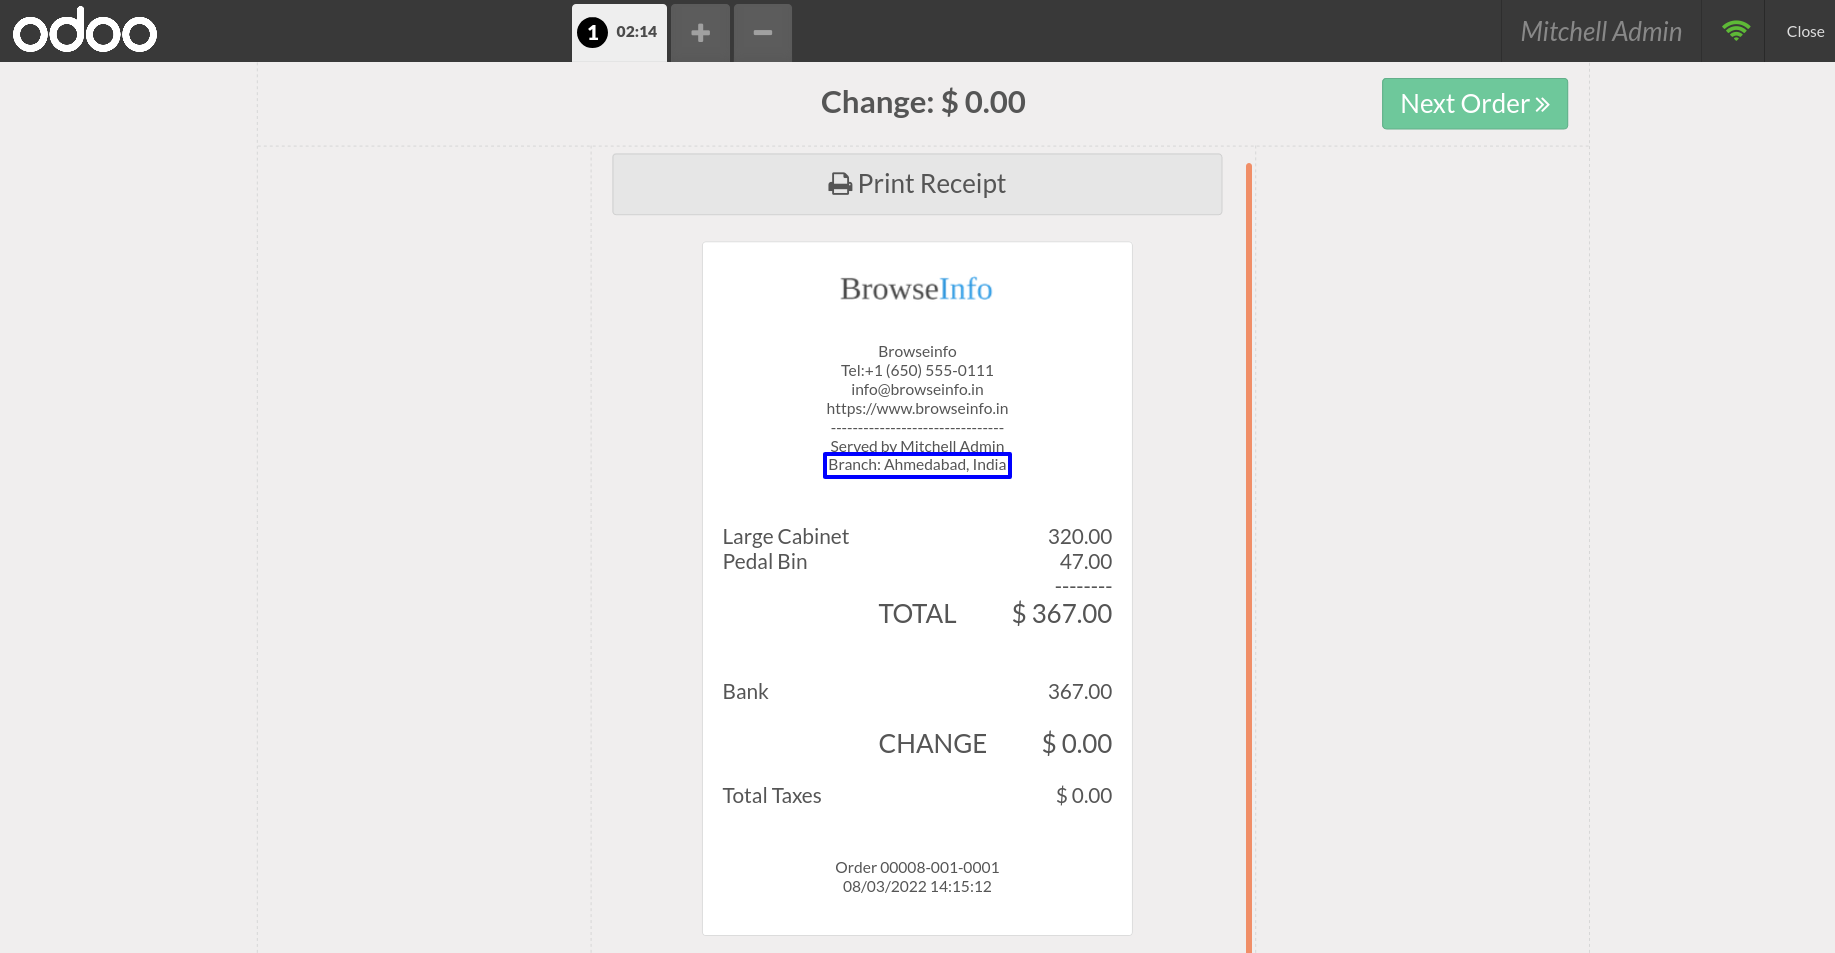 odoo
1 02:14 + −
Mitchell Admin
Close
Change: $ 0.00
Next Order »
Print Receipt
BrowseInfo
Browseinfo
Tel:+1 (650) 555-0111
info@browseinfo.in
https://www.browseinfo.in
--------------------------------
Served by Mitchell Admin
Branch: Ahmedabad, India
Large Cabinet 320.00
Pedal Bin 47.00
--------
TOTAL $ 367.00
Bank 367.00
CHANGE $ 0.00
Total Taxes $ 0.00
Order 00008-001-0001
08/03/2022 14:15:12